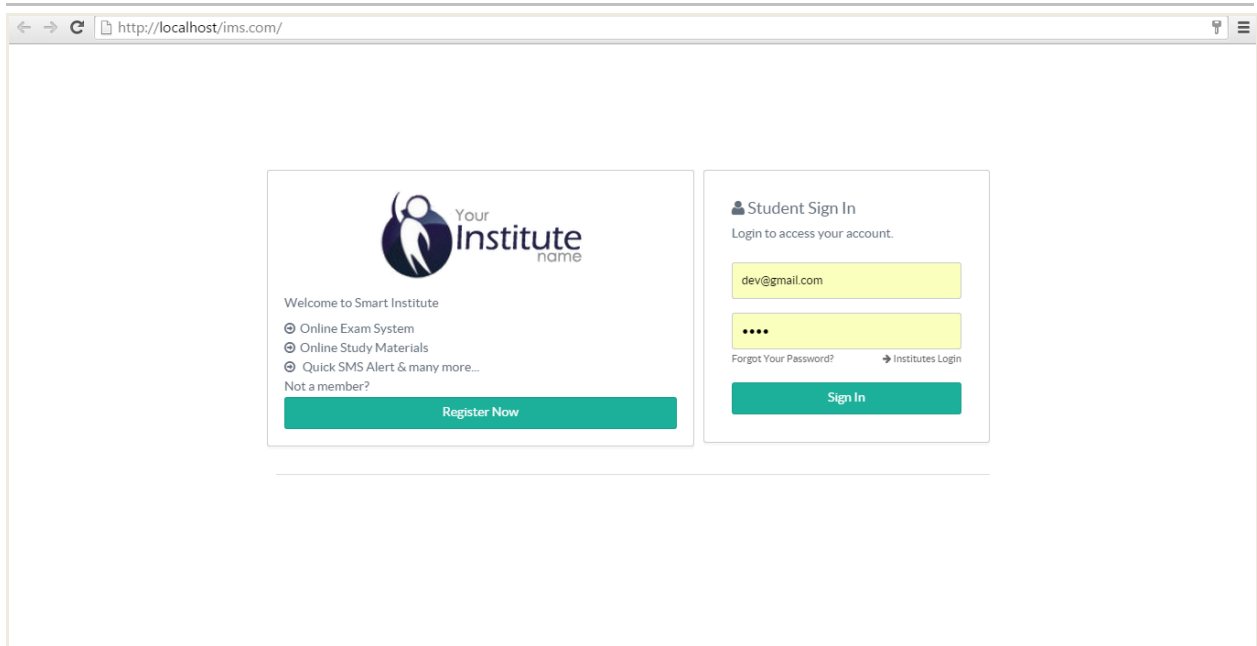 http://localhost/ims.com/
Your
Institute
name
Welcome to Smart Institute
Online Exam System
Online Study Materials
Quick SMS Alert & many more...
Not a member?
Register Now
Student Sign In
Login to access your account.
dev@gmail.com
••••
Forgot Your Password? Institutes Login
Sign In